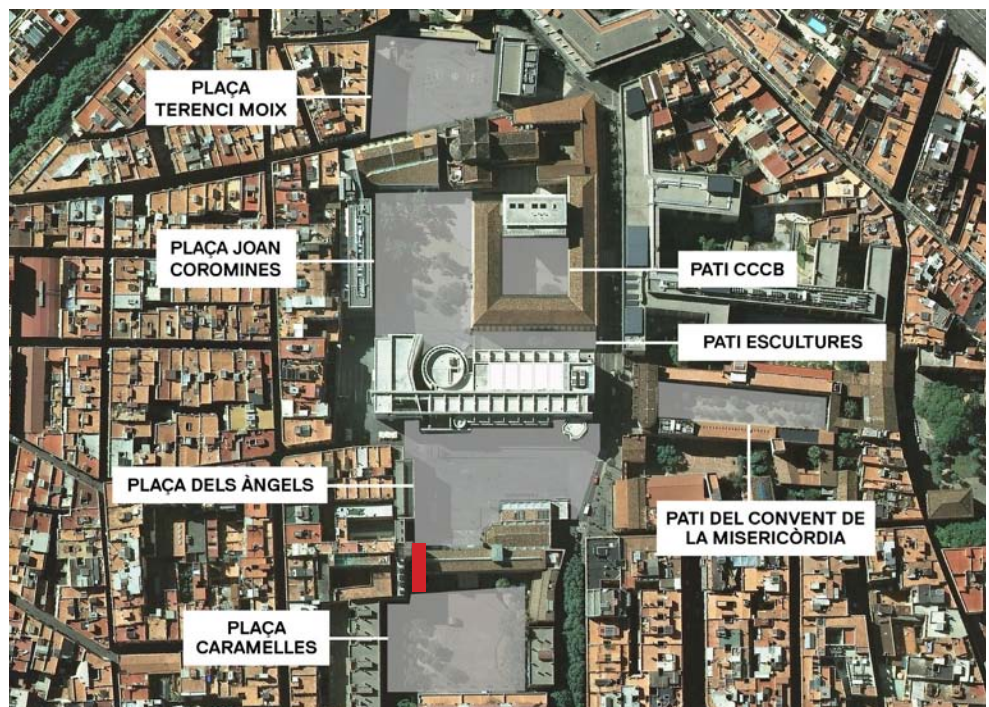 PLAÇA
TERENCI MOIX
PLAÇA JOAN
COROMINES
PATI CCCB
PATI ESCULTURES
PLAÇA DELS ÀNGELS
PATI DEL CONVENT DE
LA MISERICÒRDIA
PLAÇA
CARAMELLES